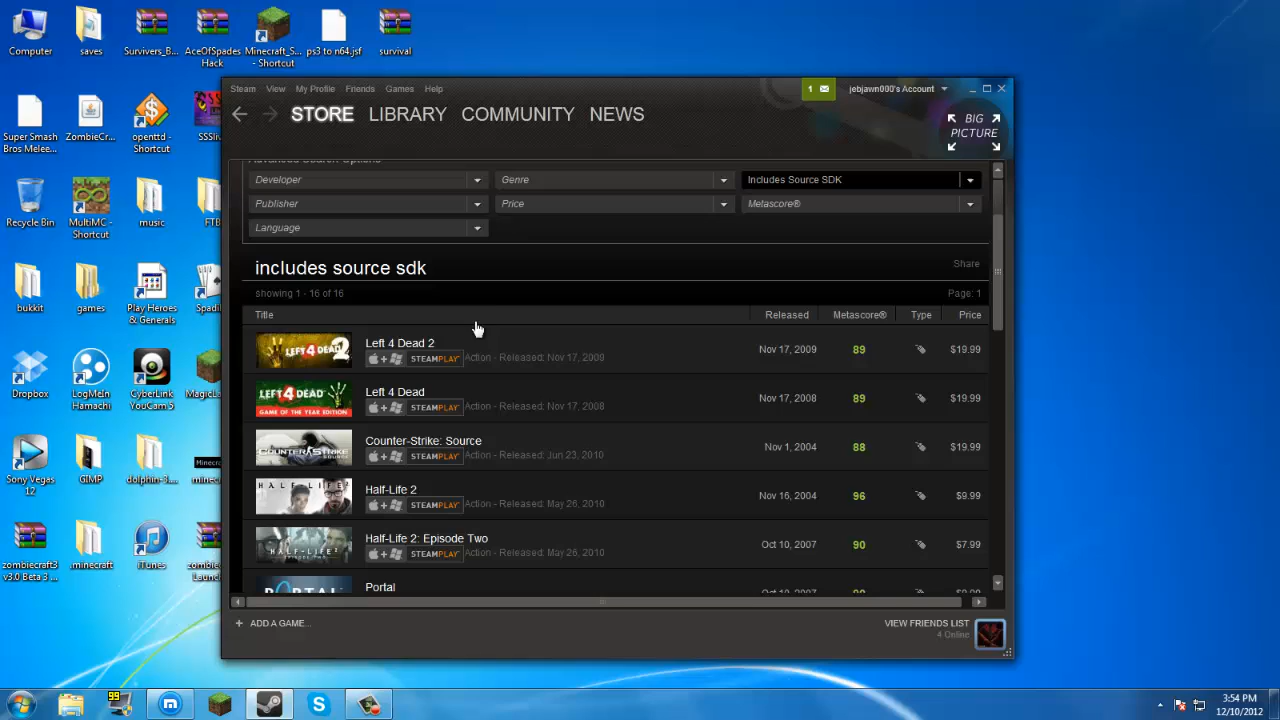 Computer
saves
Survivers_B...
AceOfSpades Hack
Minecraft_S... - Shortcut
ps3 to n64.jsf
survival
Super Smash Bros Melee...
ZombieCr...
openttd - Shortcut
Recycle Bin
MultiMC - Shortcut
music
FTB
bukkit
games
Play Heroes & Generals
Dropbox
LogMeIn Hamachi
CyberLink YouCam 5
Sony Vegas 12
GIMP
dolphin-3....
zombiecraft3 v3.0 Beta 3 ...
.minecraft
iTunes
Steam View My Profile Friends Games Help
1
jebjawn000's Account
STORE LIBRARY COMMUNITY NEWS
BIG PICTURE
Developer Genre Includes Source SDK
Publisher Price Metascore®
Language
includes source sdk
Share
showing 1 - 16 of 16
Page: 1
Title Released Metascore® Type Price
Left 4 Dead 2
STEAMPLAY Action - Released: Nov 17, 2009
Nov 17, 2009 89 $19.99
Left 4 Dead
STEAMPLAY Action - Released: Nov 17, 2008
Nov 17, 2008 89 $19.99
Counter-Strike: Source
STEAMPLAY Action - Released: Jun 23, 2010
Nov 1, 2004 88 $19.99
Half-Life 2
STEAMPLAY Action - Released: May 26, 2010
Nov 16, 2004 96 $9.99
Half-Life 2: Episode Two
STEAMPLAY Action - Released: May 26, 2010
Oct 10, 2007 90 $7.99
Portal
+ ADD A GAME...
VIEW FRIENDS LIST
4 Online
99
3:54 PM
12/10/2012